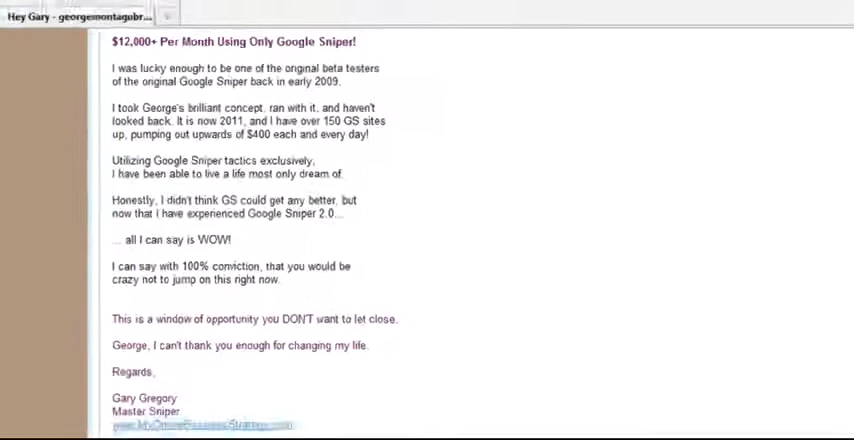 Hey Gary - georgemontagubr...
$12,000+ Per Month Using Only Google Sniper!
I was lucky enough to be one of the original beta testers
of the original Google Sniper back in early 2009.
I took George's brilliant concept, ran with it, and haven't
looked back. It is now 2011, and I have over 150 GS sites
up, pumping out upwards of $400 each and every day!
Utilizing Google Sniper tactics exclusively,
I have been able to live a life most only dream of.
Honestly, I didn't think GS could get any better, but
now that I have experienced Google Sniper 2.0...
... all I can say is WOW!
I can say with 100% conviction, that you would be
crazy not to jump on this right now.
This is a window of opportunity you DON'T want to let close.
George, I can't thank you enough for changing my life.
Regards,
Gary Gregory
Master Sniper